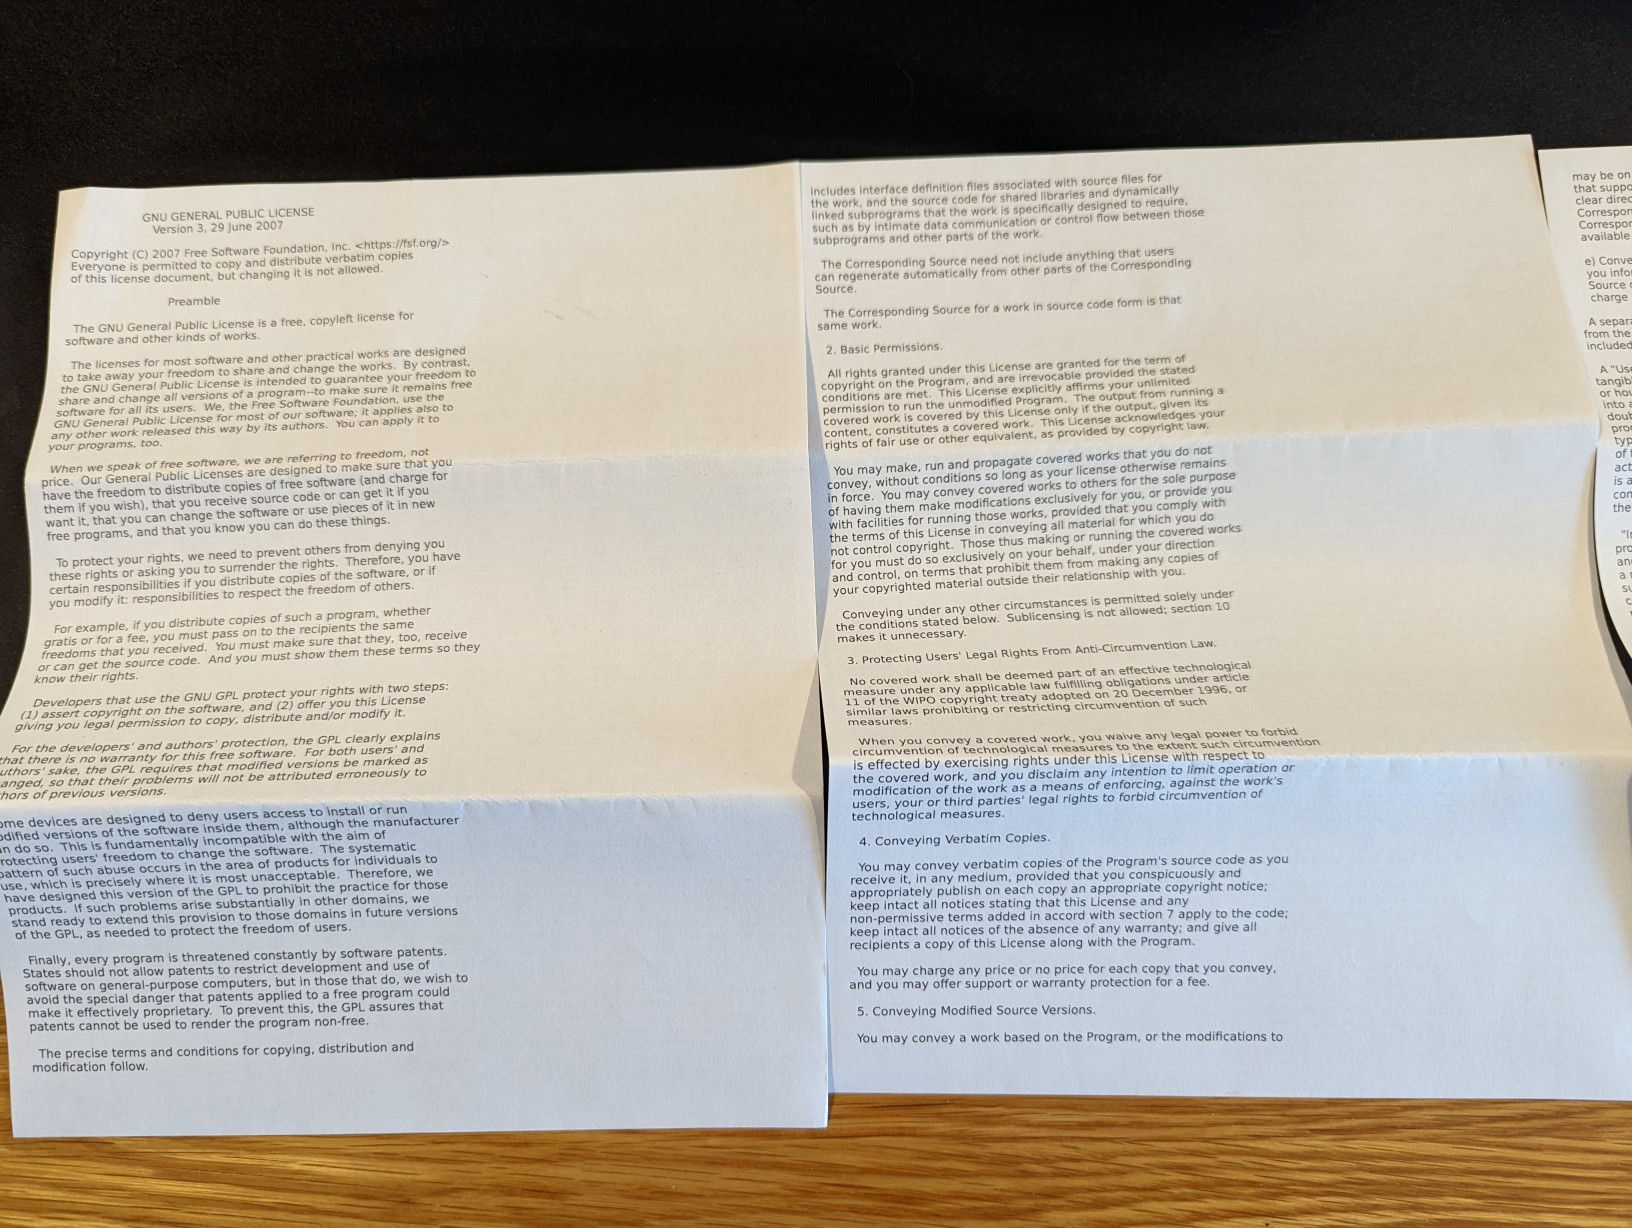 GNU GENERAL PUBLIC LICENSE
Version 3, 29 June 2007
Copyright (C) 2007 Free Software Foundation, Inc. <https://fsf.org/>
Everyone is permitted to copy and distribute verbatim copies
of this license document, but changing it is not allowed.
Preamble
The GNU General Public License is a free, copyleft license for
software and other kinds of works.
The licenses for most software and other practical works are designed
to take away your freedom to share and change the works.  By contrast,
the GNU General Public License is intended to guarantee your freedom to
share and change all versions of a program--to make sure it remains free
software for all its users.  We, the Free Software Foundation, use the
GNU General Public License for most of our software; it applies also to
any other work released this way by its authors.  You can apply it to
your programs, too.
When we speak of free software, we are referring to freedom, not
price.  Our General Public Licenses are designed to make sure that you
have the freedom to distribute copies of free software (and charge for
them if you wish), that you receive source code or can get it if you
want it, that you can change the software or use pieces of it in new
free programs, and that you know you can do these things.
To protect your rights, we need to prevent others from denying you
these rights or asking you to surrender the rights.  Therefore, you have
certain responsibilities if you distribute copies of the software, or if
you modify it: responsibilities to respect the freedom of others.
For example, if you distribute copies of such a program, whether
gratis or for a fee, you must pass on to the recipients the same
freedoms that you received.  You must make sure that they, too, receive
or can get the source code.  And you must show them these terms so they
know their rights.
Developers that use the GNU GPL protect your rights with two steps:
(1) assert copyright on the software, and (2) offer you this License
giving you legal permission to copy, distribute and/or modify it.
For the developers' and authors' protection, the GPL clearly explains
that there is no warranty for this free software.  For both users' and
uthors' sake, the GPL requires that modified versions be marked as
anged, so that their problems will not be attributed erroneously to
hors of previous versions.
ome devices are designed to deny users access to install or run
dified versions of the software inside them, although the manufacturer
n do so.  This is fundamentally incompatible with the aim of
rotecting users' freedom to change the software.  The systematic
pattern of such abuse occurs in the area of products for individuals to
use, which is precisely where it is most unacceptable.  Therefore, we
have designed this version of the GPL to prohibit the practice for those
products.  If such problems arise substantially in other domains, we
stand ready to extend this provision to those domains in future versions
of the GPL, as needed to protect the freedom of users.
Finally, every program is threatened constantly by software patents.
States should not allow patents to restrict development and use of
software on general-purpose computers, but in those that do, we wish to
avoid the special danger that patents applied to a free program could
make it effectively proprietary.  To prevent this, the GPL assures that
patents cannot be used to render the program non-free.
The precise terms and conditions for copying, distribution and
modification follow.
includes interface definition files associated with source files for
the work, and the source code for shared libraries and dynamically
linked subprograms that the work is specifically designed to require,
such as by intimate data communication or control flow between those
subprograms and other parts of the work.
The Corresponding Source need not include anything that users
can regenerate automatically from other parts of the Corresponding
Source.
The Corresponding Source for a work in source code form is that
same work.
2. Basic Permissions.
All rights granted under this License are granted for the term of
copyright on the Program, and are irrevocable provided the stated
conditions are met.  This License explicitly affirms your unlimited
permission to run the unmodified Program.  The output from running a
covered work is covered by this License only if the output, given its
content, constitutes a covered work.  This License acknowledges your
rights of fair use or other equivalent, as provided by copyright law.
You may make, run and propagate covered works that you do not
convey, without conditions so long as your license otherwise remains
in force.  You may convey covered works to others for the sole purpose
of having them make modifications exclusively for you, or provide you
with facilities for running those works, provided that you comply with
the terms of this License in conveying all material for which you do
not control copyright.  Those thus making or running the covered works
for you must do so exclusively on your behalf, under your direction
and control, on terms that prohibit them from making any copies of
your copyrighted material outside their relationship with you.
Conveying under any other circumstances is permitted solely under
the conditions stated below.  Sublicensing is not allowed; section 10
makes it unnecessary.
3. Protecting Users' Legal Rights From Anti-Circumvention Law.
No covered work shall be deemed part of an effective technological
measure under any applicable law fulfilling obligations under article
11 of the WIPO copyright treaty adopted on 20 December 1996, or
similar laws prohibiting or restricting circumvention of such
measures.
When you convey a covered work, you waive any legal power to forbid
circumvention of technological measures to the extent such circumvention
is effected by exercising rights under this License with respect to
the covered work, and you disclaim any intention to limit operation or
modification of the work as a means of enforcing, against the work's
users, your or third parties' legal rights to forbid circumvention of
technological measures.
4. Conveying Verbatim Copies.
You may convey verbatim copies of the Program's source code as you
receive it, in any medium, provided that you conspicuously and
appropriately publish on each copy an appropriate copyright notice;
keep intact all notices stating that this License and any
non-permissive terms added in accord with section 7 apply to the code;
keep intact all notices of the absence of any warranty; and give all
recipients a copy of this License along with the Program.
You may charge any price or no price for each copy that you convey,
and you may offer support or warranty protection for a fee.
5. Conveying Modified Source Versions.
You may convey a work based on the Program, or the modifications to
may be on
that suppo
clear direc
Correspon
Correspor
available
e) Conve
you infor
Source
charge
A separa
from the
included
A "Use
tangib
or hou
into a
doub
pro
typ
of
act
is a
con
the
"I
pro
an
a
su
c